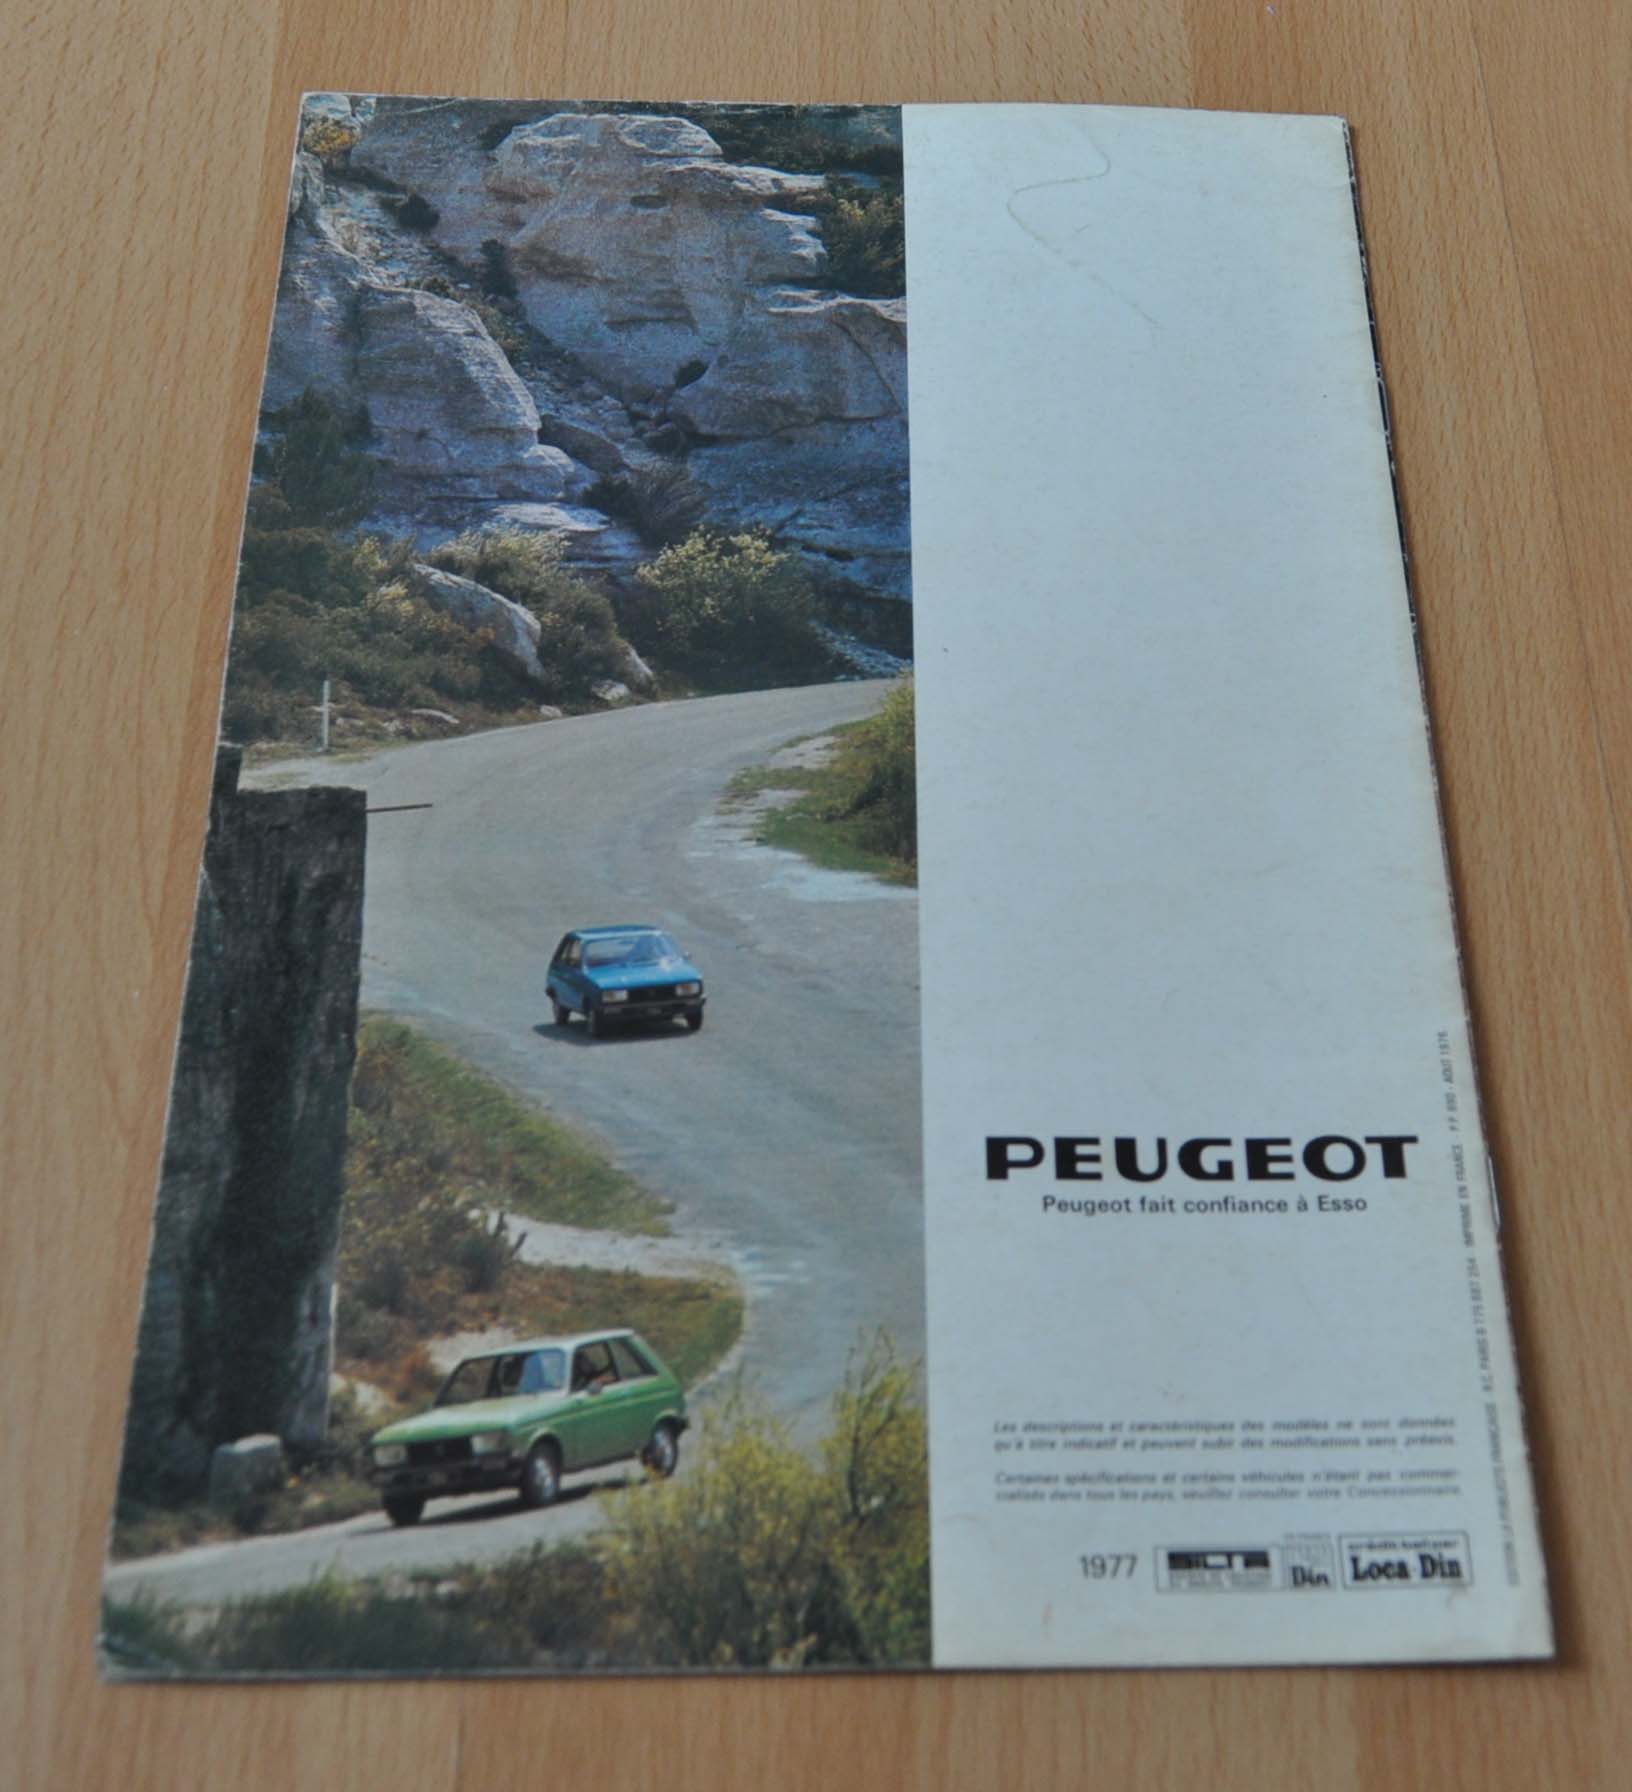 PEUGEOT
Peugeot fait confiance à Esso
Les descriptions et caractéristiques des modèles ne sont données
qu'à titre indicatif et peuvent subir des modifications sans préavis.
Certaines spécifications et certains véhicules n'étant pas commer-
cialisés dans tous les pays, veuillez consulter votre Concessionnaire.
1977
Din
Loca-Din
IMPRIMÉ EN FRANCE
AOUT 1976